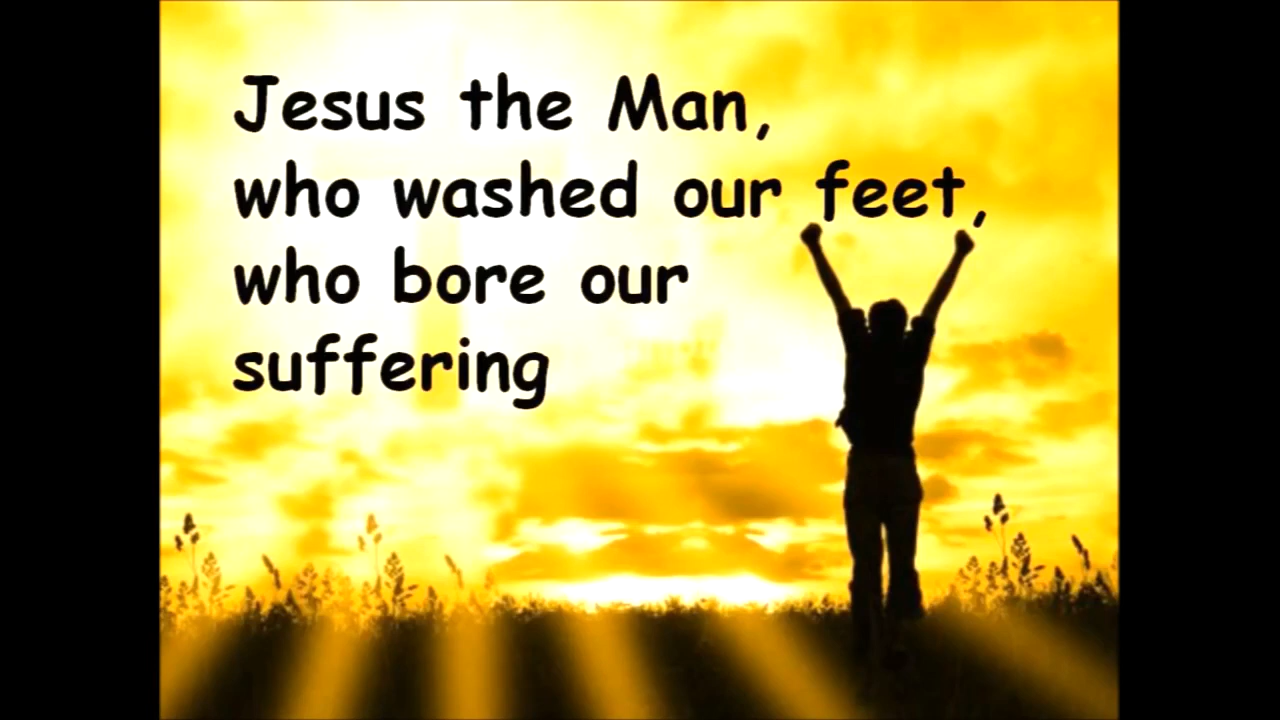 Jesus the Man,
who washed our feet,
who bore our
suffering